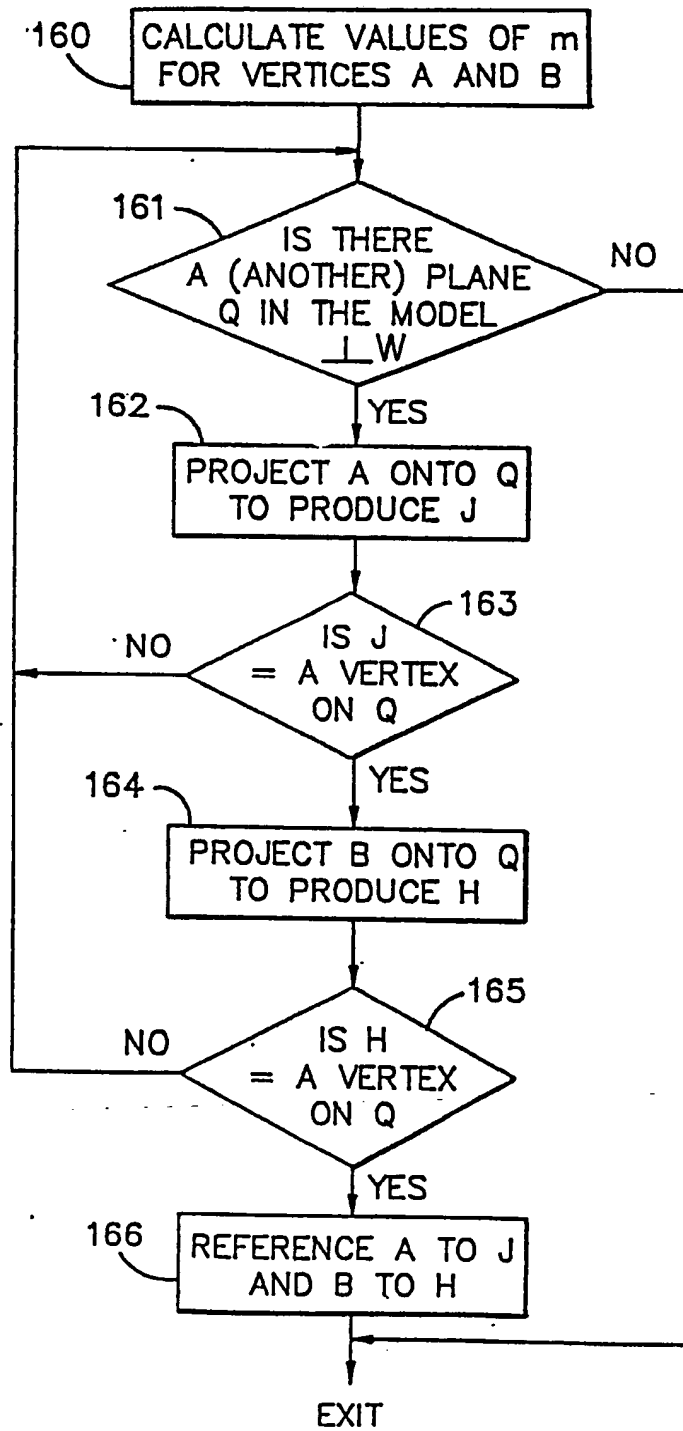 160
CALCULATE VALUES OF m
FOR VERTICES A AND B
161
IS THERE
A (ANOTHER) PLANE
Q IN THE MODEL
⊥ W
NO
YES
162
PROJECT A ONTO Q
TO PRODUCE J
163
IS J
= A VERTEX
ON Q
NO
YES
164
PROJECT B ONTO Q
TO PRODUCE H
165
IS H
= A VERTEX
ON Q
NO
YES
166
REFERENCE A TO J
AND B TO H
EXIT